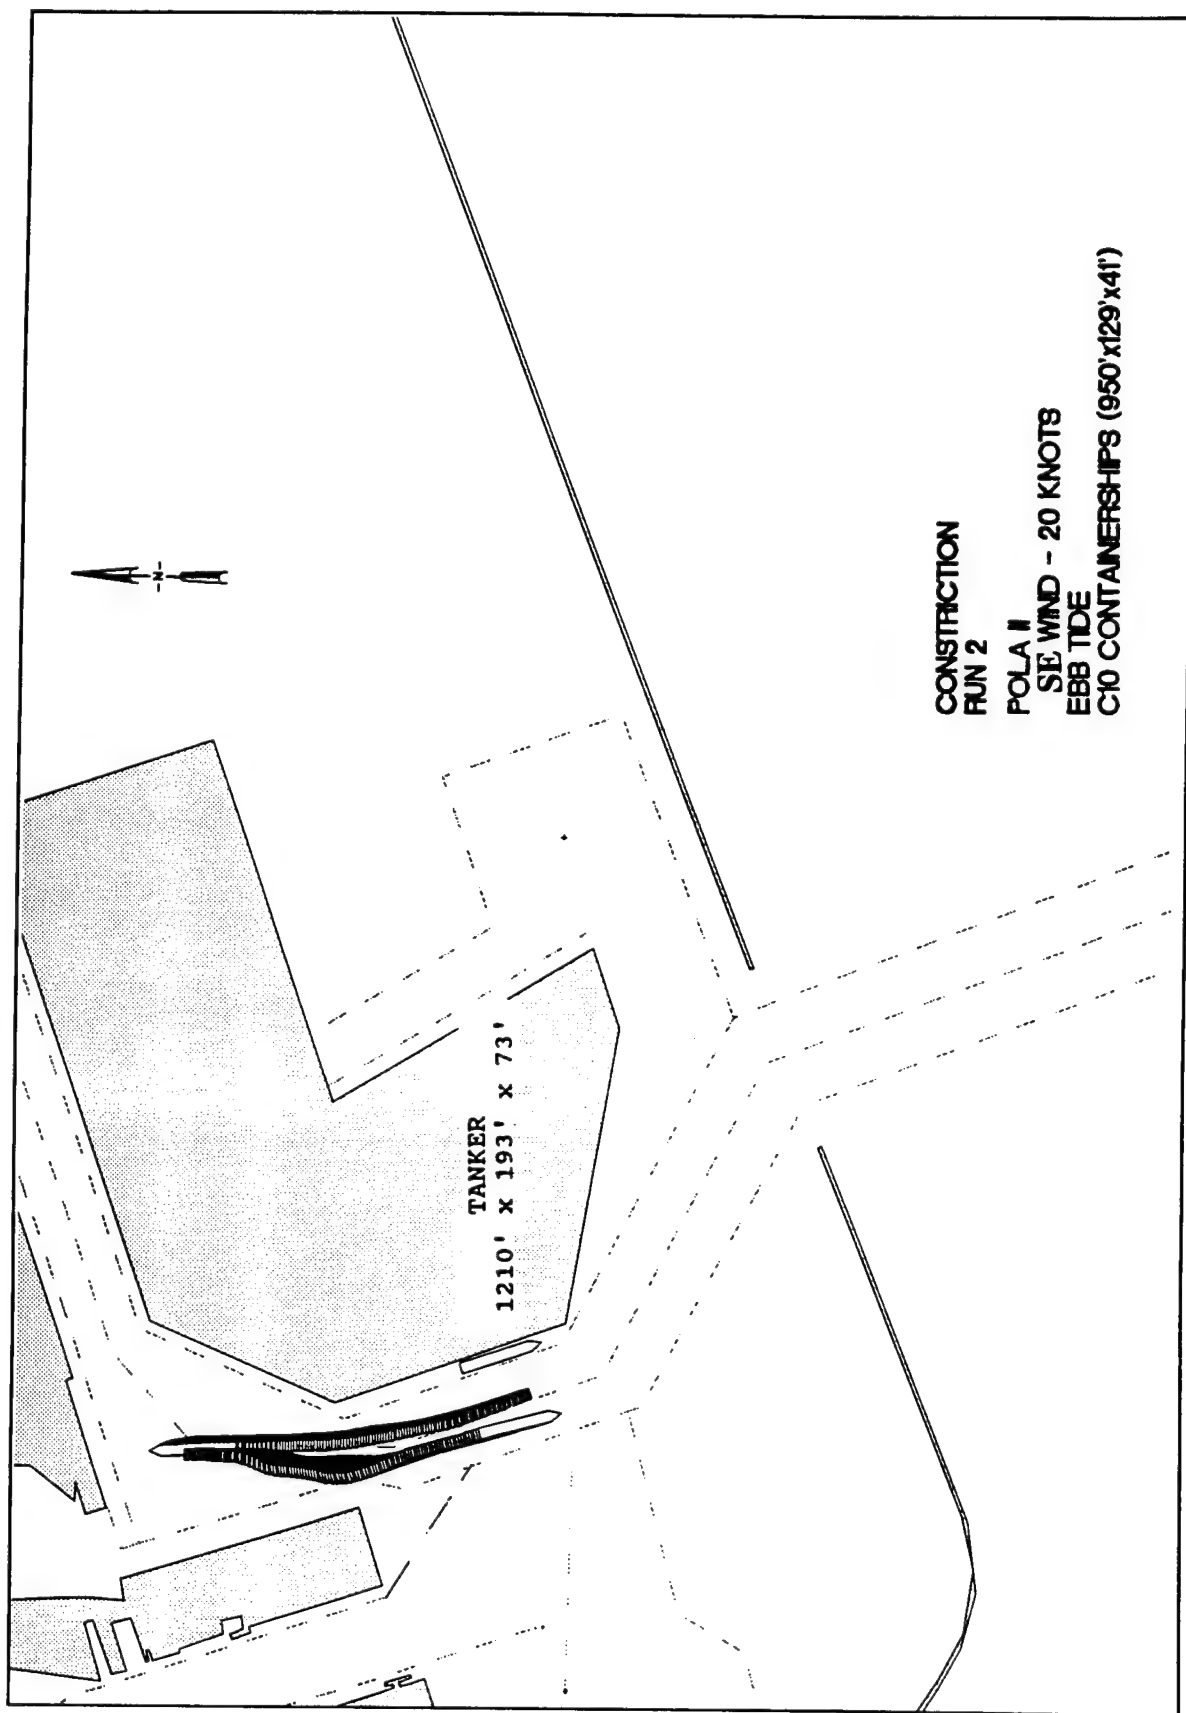 -N-
TANKER
1210' x 193' x 73'
CONSTRICTION
RUN 2
POLA II
SE WIND - 20 KNOTS
EBB TIDE
C10 CONTAINERSHIPS (950'x129'x41')